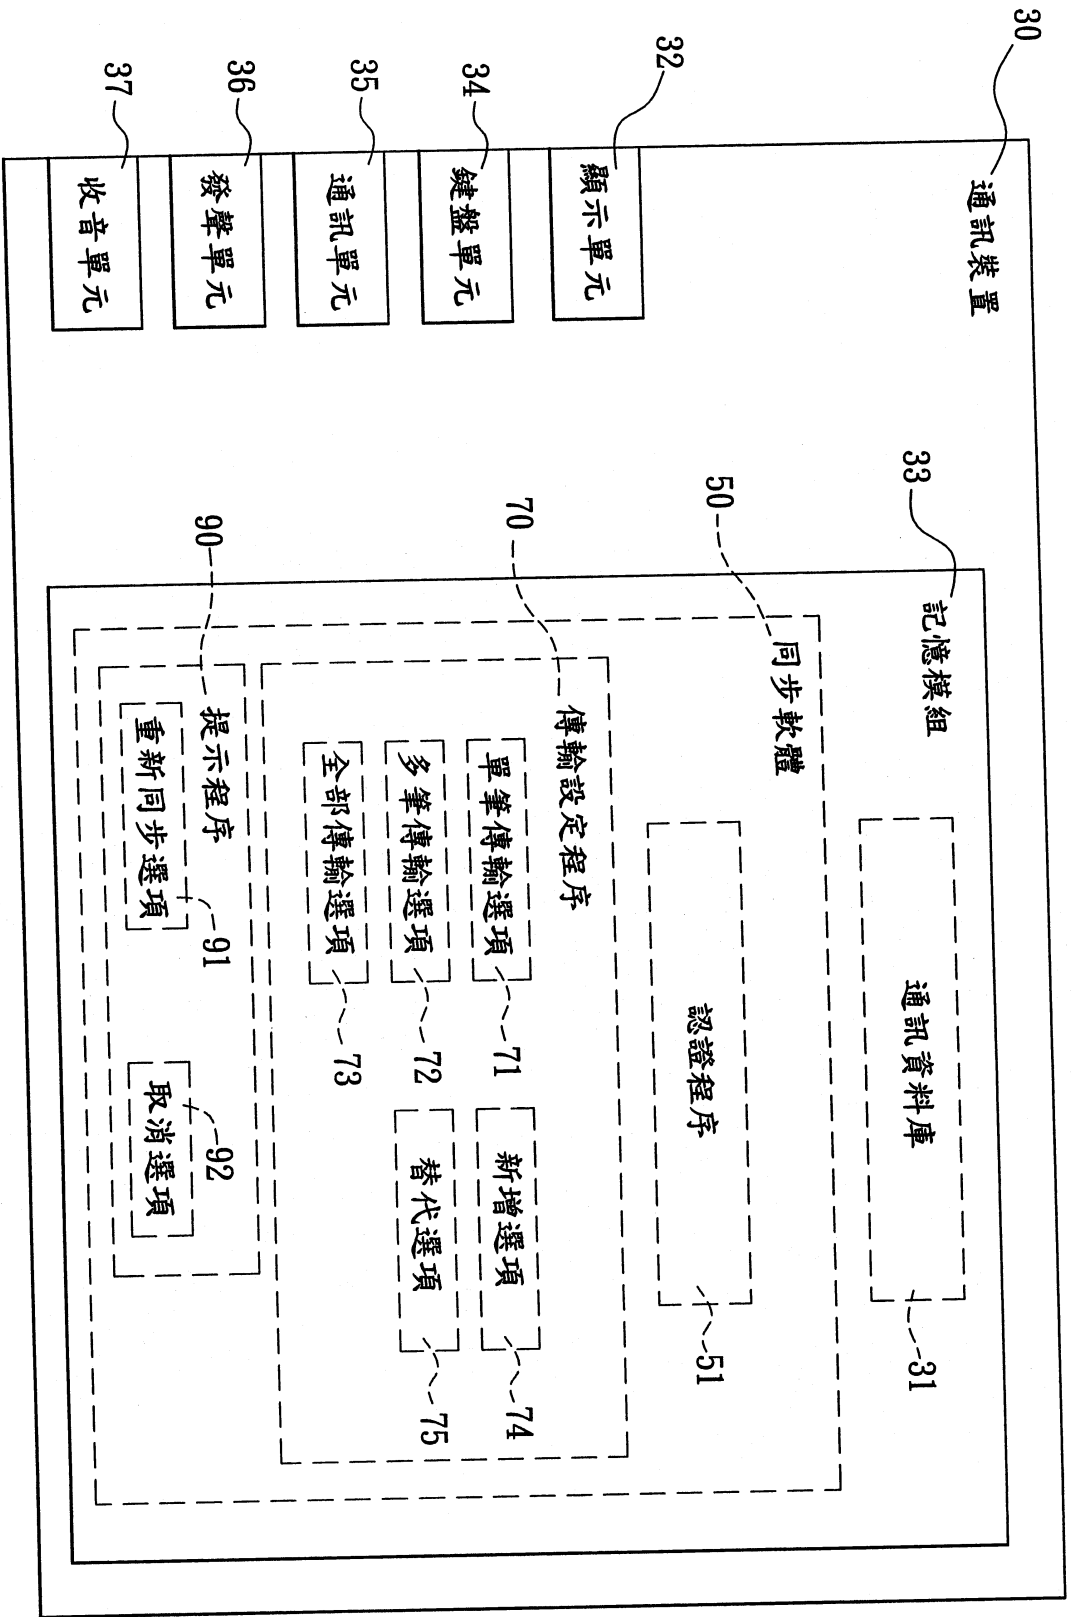 30
通訊裝置
32
顯示單元
34
鍵盤單元
35
通訊單元
36
發聲單元
37
收音單元
33
記憶模組
通訊資料庫
31
50
同步軟體
認證程序
51
70
傳輸設定程序
單筆傳輸選項
71
多筆傳輸選項
72
全部傳輸選項
73
新增選項
74
替代選項
75
90
提示程序
重新同步選項
91
取消選項
92